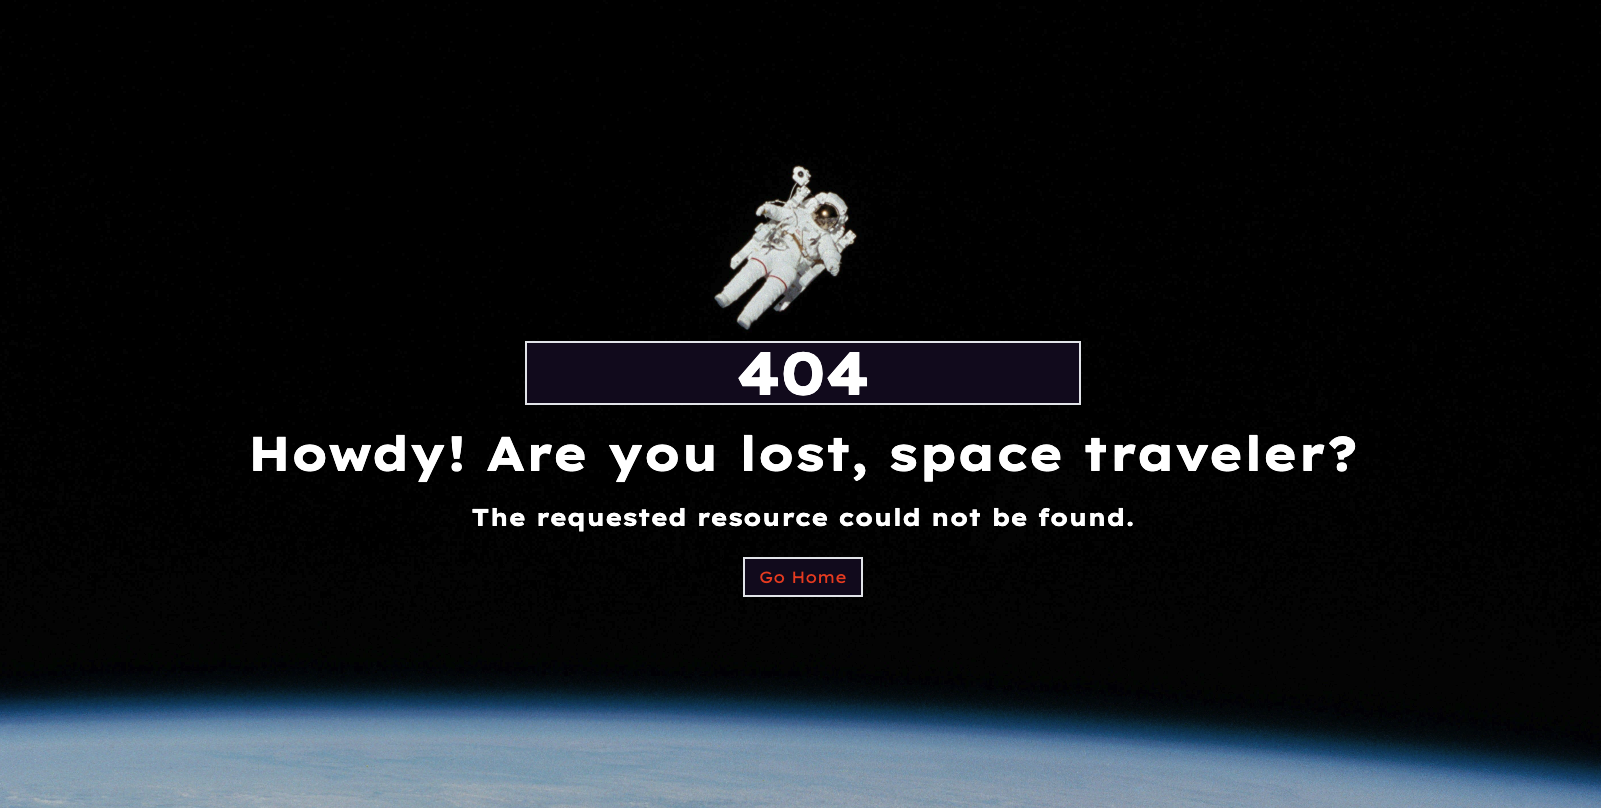 404
Howdy! Are you lost, space traveler?
The requested resource could not be found.
Go Home